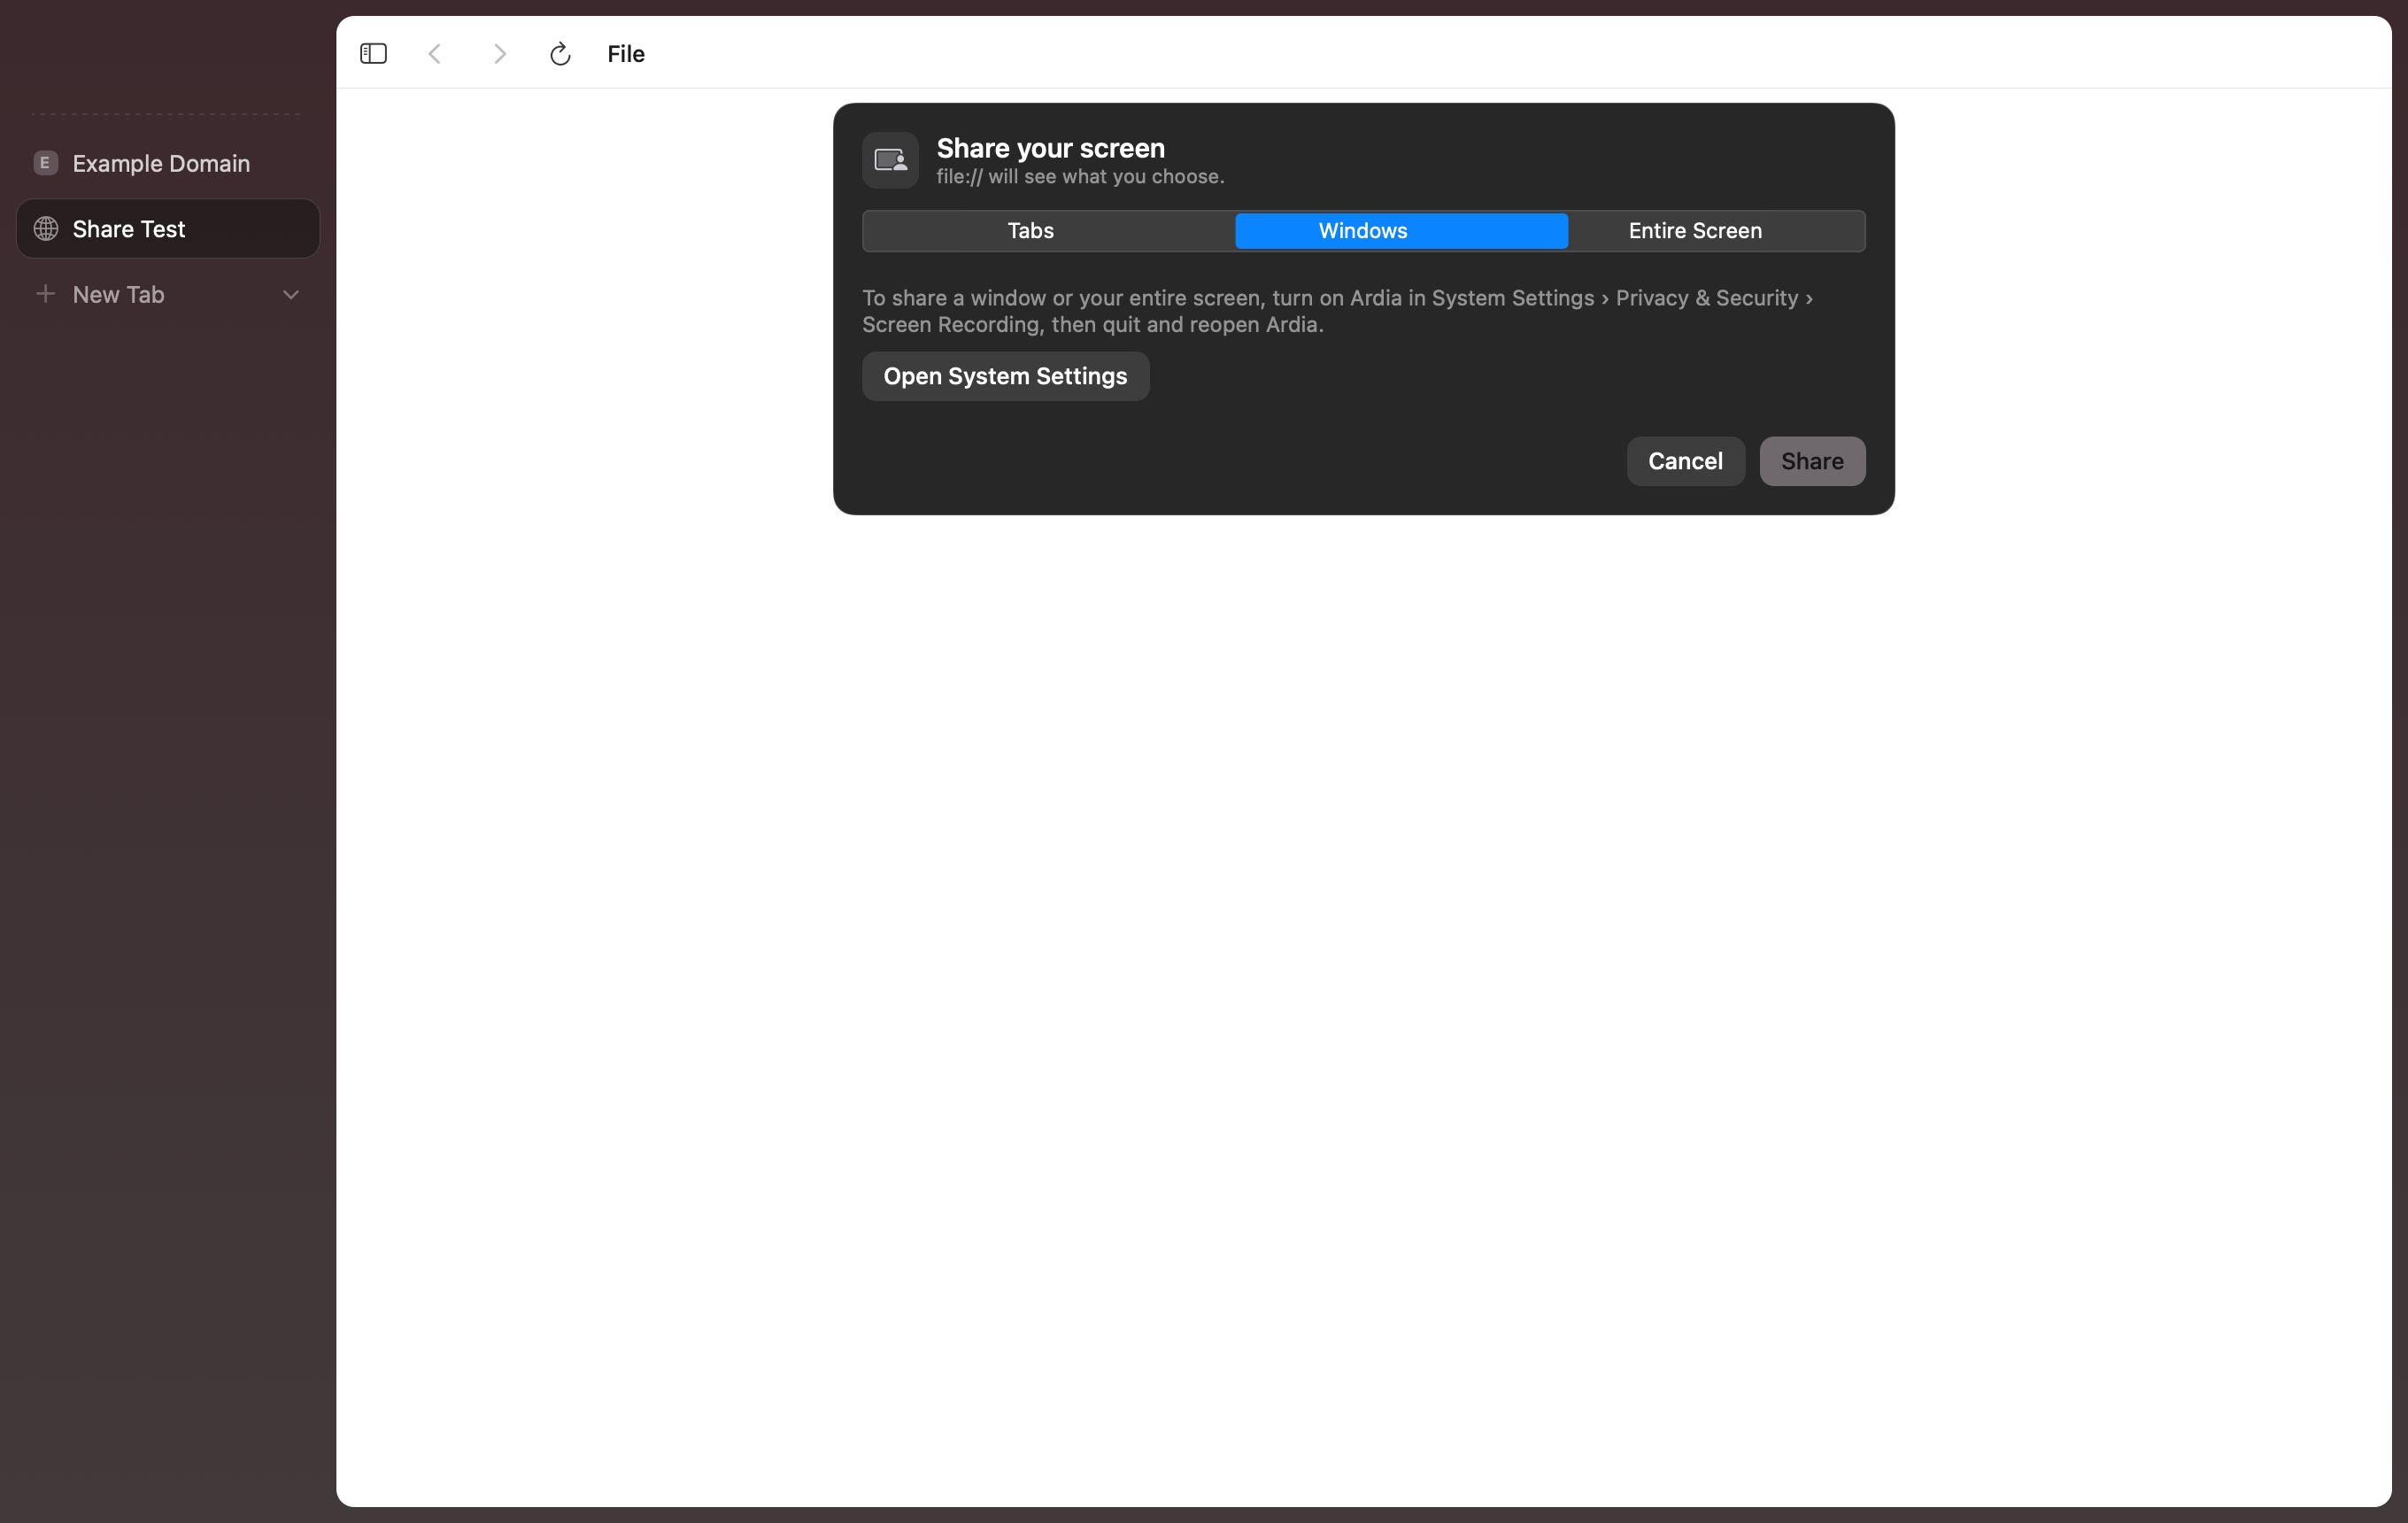 File
E
Example Domain
Share Test
New Tab
Share your screen
file:// will see what you choose.
Tabs
Windows
Entire Screen
To share a window or your entire screen, turn on Ardia in System Settings › Privacy & Security ›
Screen Recording, then quit and reopen Ardia.
Open System Settings
Cancel
Share